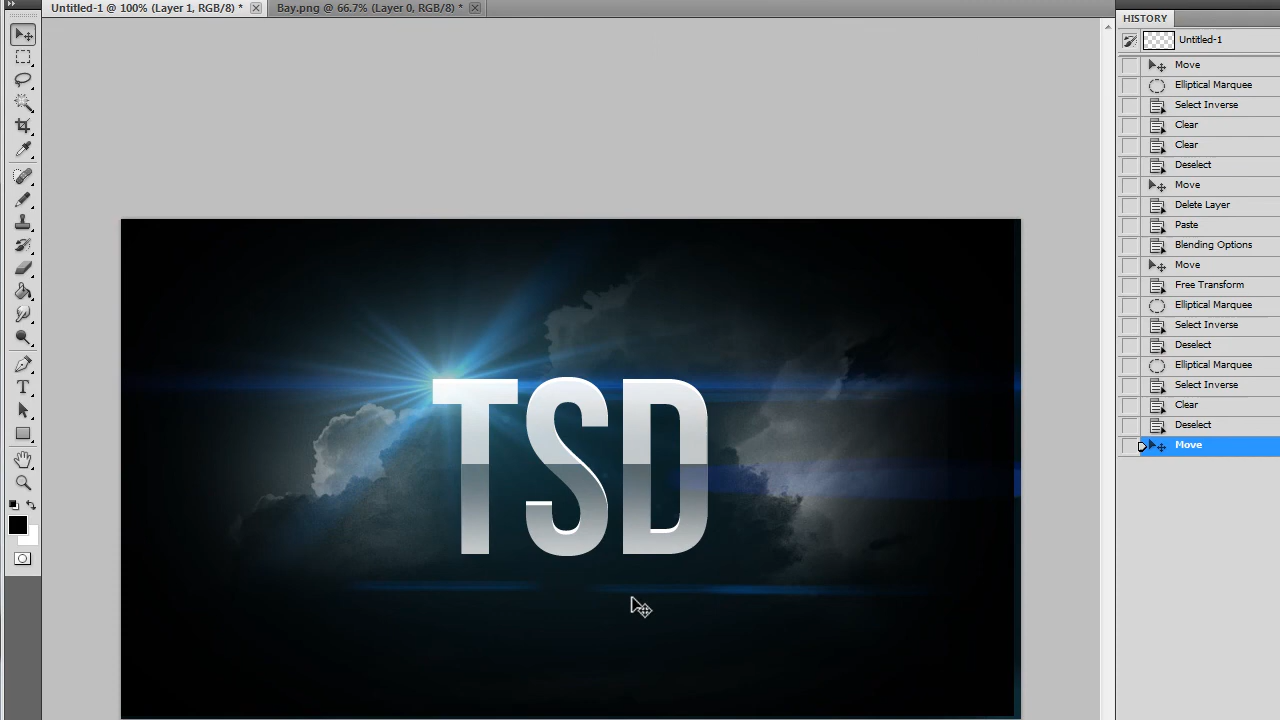 Untitled-1 @ 100% (Layer 1, RGB/8) *
Bay.png @ 66.7% (Layer 0, RGB/8) *
HISTORY
Untitled-1
Move
Elliptical Marquee
Select Inverse
Clear
Clear
Deselect
Move
Delete Layer
Paste
Blending Options
Move
Free Transform
Elliptical Marquee
Select Inverse
Deselect
Elliptical Marquee
Select Inverse
Clear
Deselect
Move
TSD